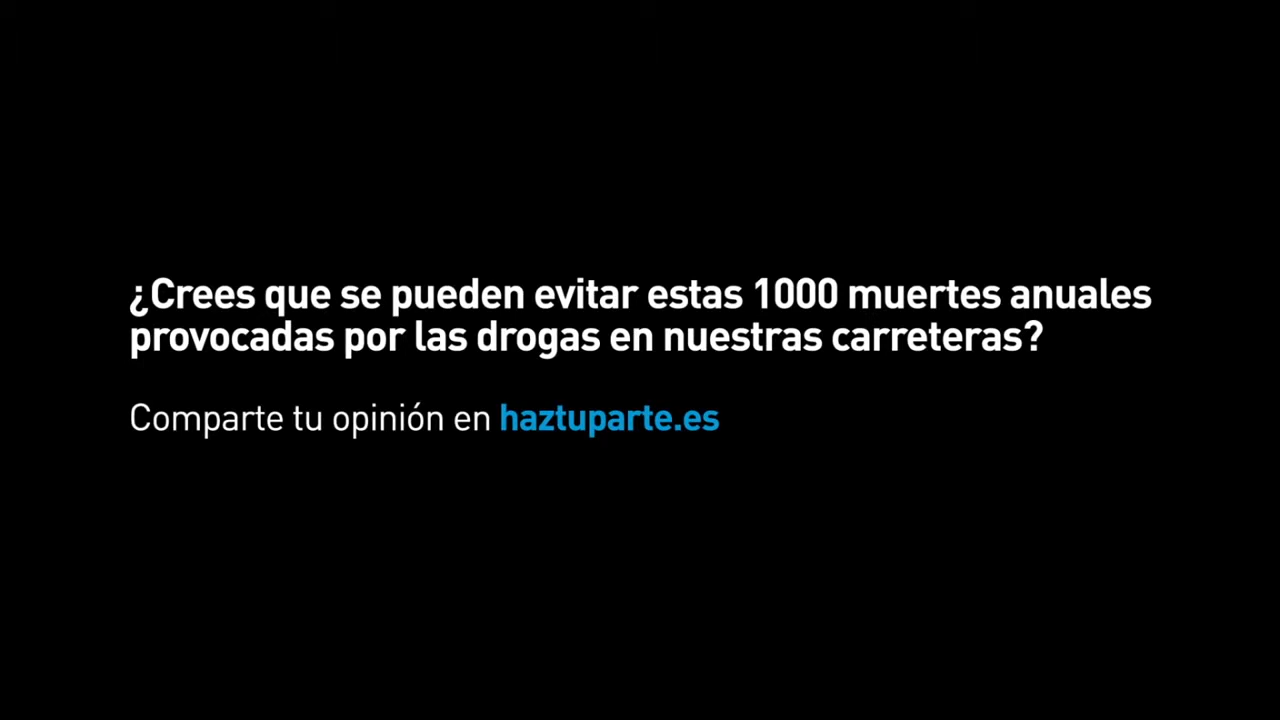 ¿Crees que se pueden evitar estas 1000 muertes anuales
provocadas por las drogas en nuestras carreteras?
Comparte tu opinión en haztuparte.es